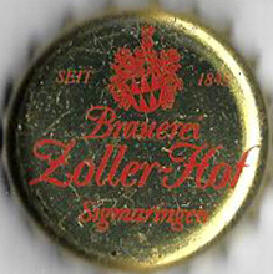 SEIT 1845
Brauerei
Zoller-Hof
Sigmaringen